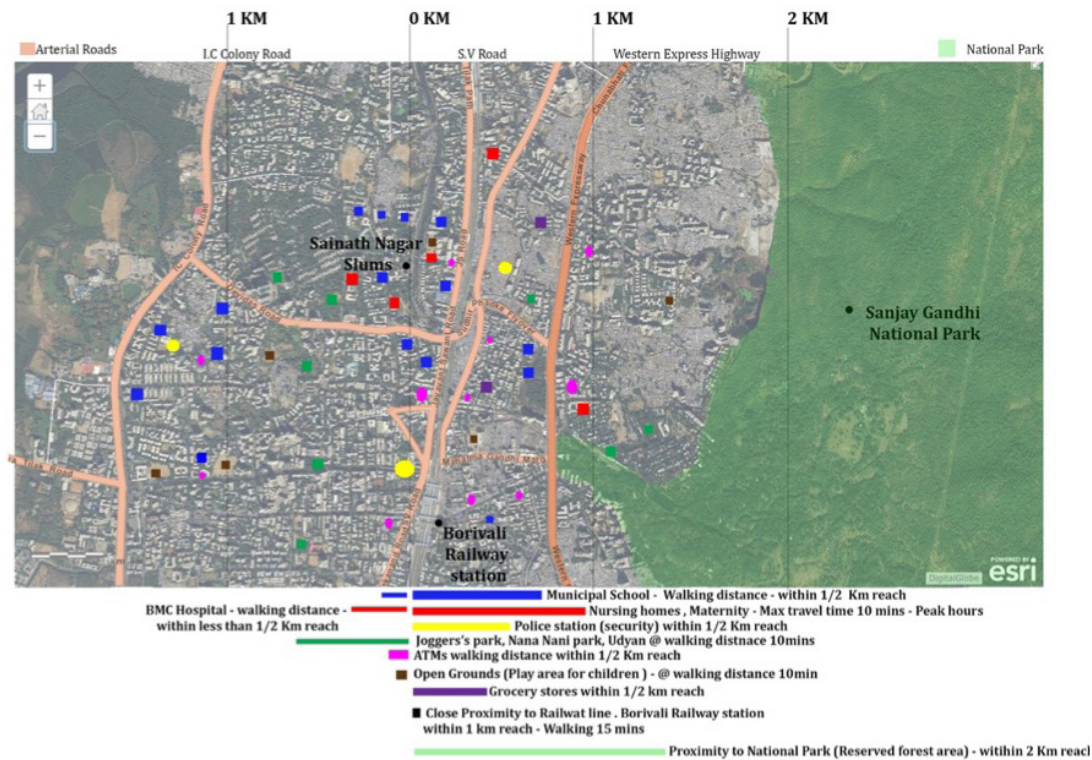 1 KM 0 KM 1 KM 2 KM
Arterial Roads I.C Colony Road S.V Road Western Express Highway National Park
+
−
Sainath Nagar
Slums
Western Expressway
Sanjay Gandhi
National Park
Mahatma Gandhi Marg
Borivali
Railway
station
POWERED BY
esri
DigitalGlobe
Municipal School - Walking distance - within 1/2 Km reach
BMC Hospital - walking distance -
within less than 1/2 Km reach
Nursing homes , Maternity - Max travel time 10 mins - Peak hours
Police station (security) within 1/2 Km reach
Joggers's park, Nana Nani park, Udyan @ walking distnace 10mins
ATMs walking distance within 1/2 Km reach
Open Grounds (Play area for children ) - @ walking distance 10min
Grocery stores within 1/2 km reach
Close Proximity to Railwat line . Borivali Railway station
within 1 km reach - Walking 15 mins
Proximity to National Park (Reserved forest area) - witihin 2 Km reach